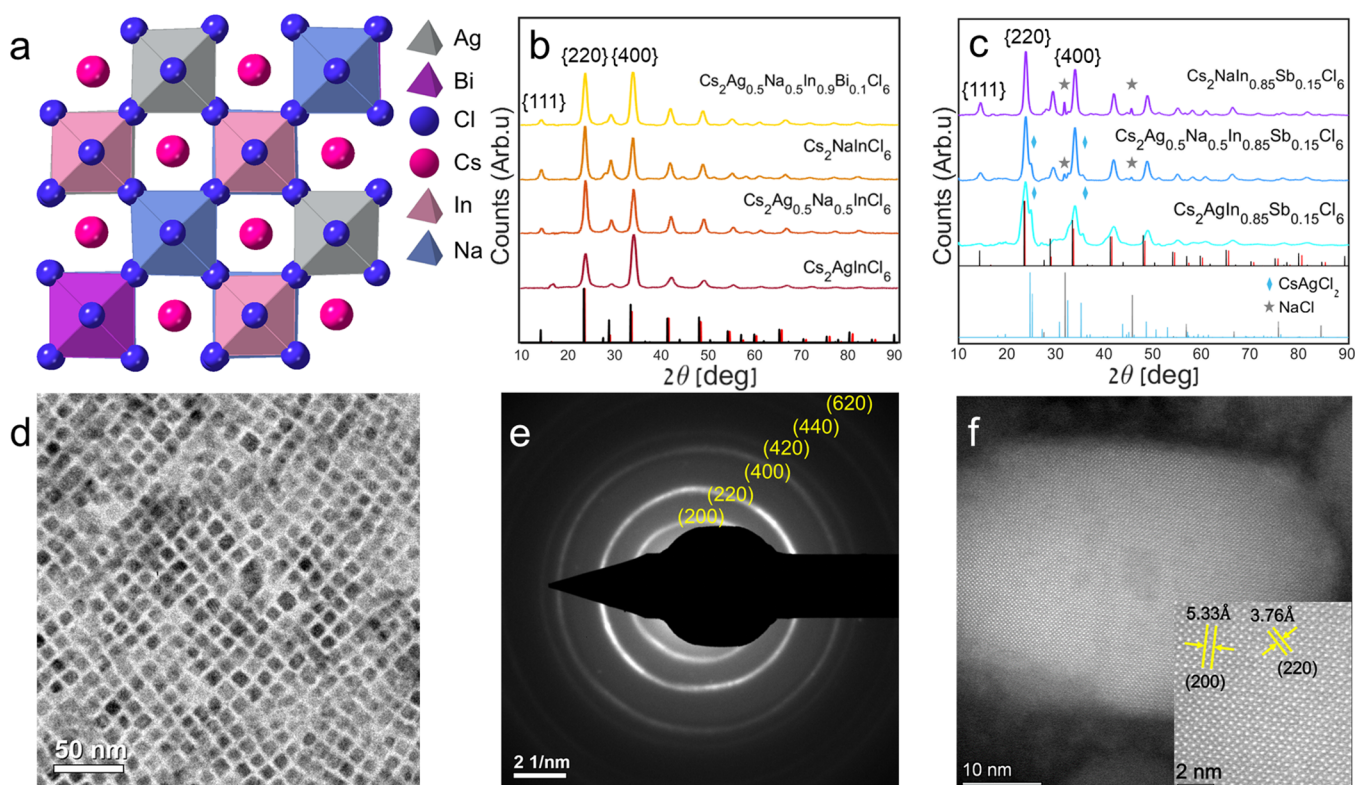 a
Ag
Bi
Cl
Cs
In
Na
b
{220} {400}
{111}
Cs2Ag0.5Na0.5In0.9Bi0.1Cl6
Cs2NaInCl6
Cs2Ag0.5Na0.5InCl6
Cs2AgInCl6
Counts (Arb.u)
10 20 30 40 50 60 70 80 90
2θ [deg]
c
{220}
{400}
{111}
Cs2NaIn0.85Sb0.15Cl6
Cs2Ag0.5Na0.5In0.85Sb0.15Cl6
Cs2AgIn0.85Sb0.15Cl6
CsAgCl2
NaCl
Counts (Arb.u)
10 20 30 40 50 60 70 80 90
2θ [deg]
d
50 nm
e
(620)
(440)
(420)
(400)
(220)
(200)
2 1/nm
f
5.33Å 3.76Å
(220)
(200)
10 nm
2 nm